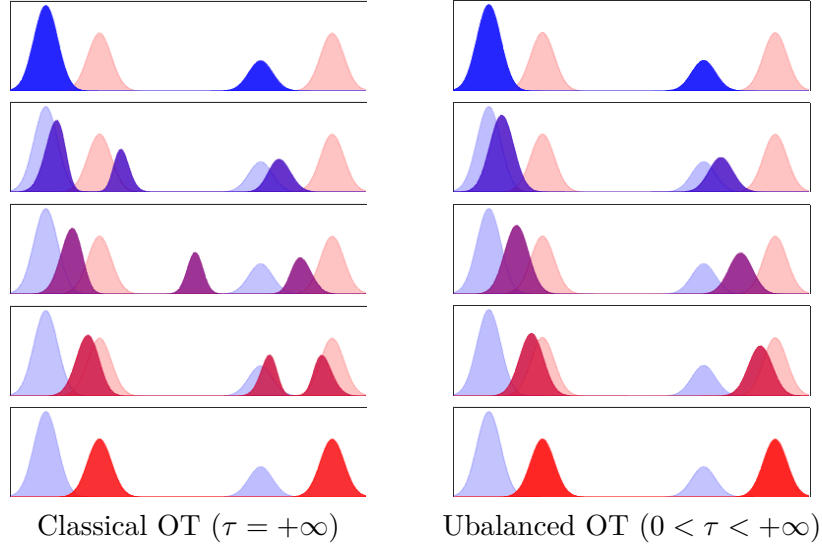 Classical OT (τ = +∞)
Ubalanced OT (0 < τ < +∞)